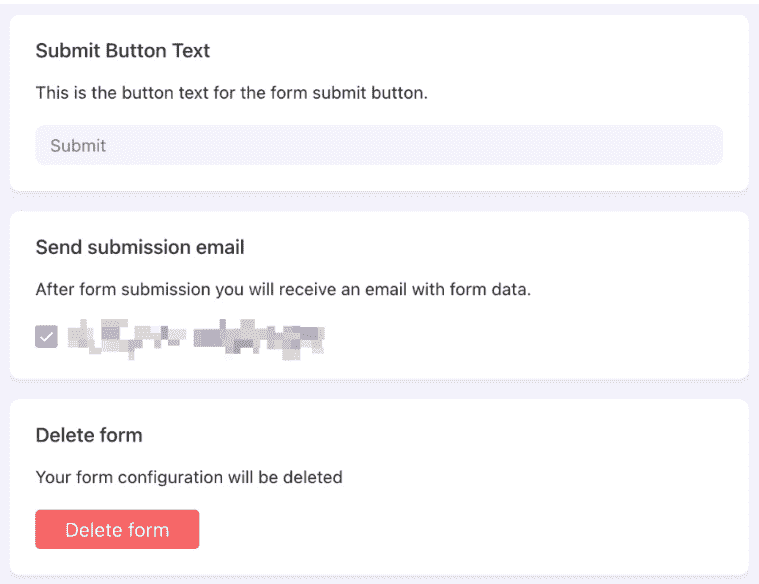 Submit Button Text
This is the button text for the form submit button.
Submit
Send submission email
After form submission you will receive an email with form data.
Delete form
Your form configuration will be deleted
Delete form